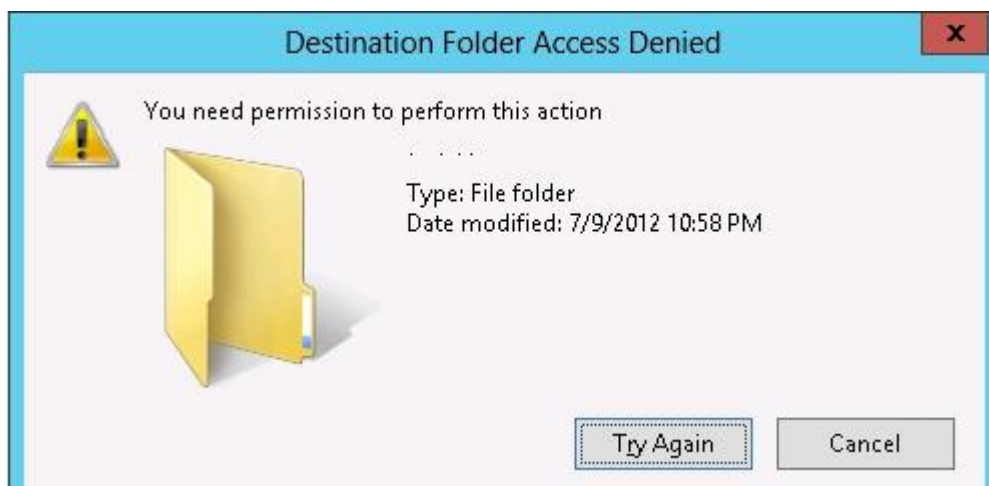 Destination Folder Access Denied
x
You need permission to perform this action
Type: File folder
Date modified: 7/9/2012 10:58 PM
Try Again
Cancel